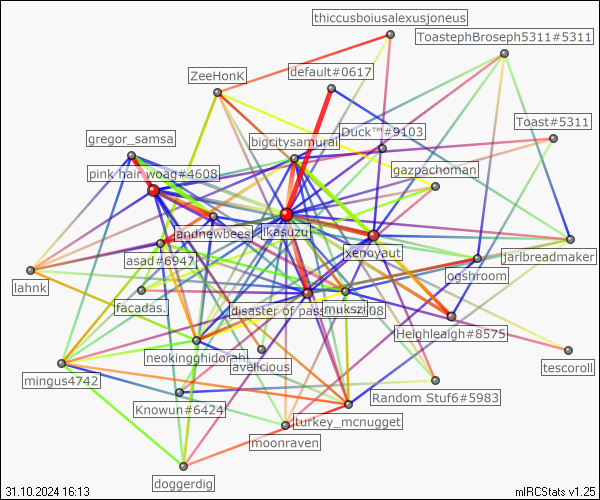 thiccusboiusalexusjoneus
ToastephBroseph5311#5311
ZeeHonK
default#0617
Toast#5311
Duck™#9103
gregor_samsa
bigcitysamurai
gazpachoman
pink hair woag#4608
andnewbees
ikasuzu
xenoyaut
asad#6947
ogshroom
jarlbreadmaker
lahnk
facadas.
disaster of pass
mukszi
08
Heighleaigh#8575
neokingghidorah
avelicious
tescoroll
mingus4742
Random Stuf6#5983
Knowun#6424
turkey_mcnugget
moonraven
doggerdig
31.10.2024 16:13
mIRCStats v1.25